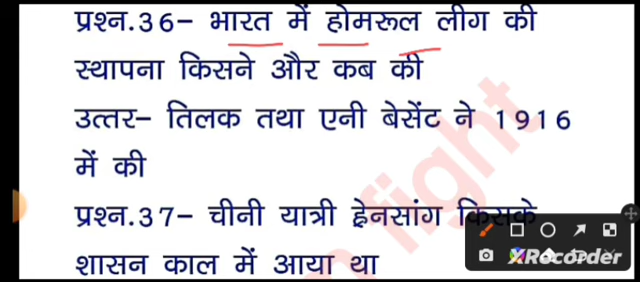 प्रश्न.36- भारत में होमरूल लीग की
स्थापना किसने और कब की
उत्तर- तिलक तथा एनी बेसेंट ने 1916
में की
प्रश्न.37- चीनी यात्री ह्वेनसांग किसके
शासन काल में आया था
fight
XRecorder